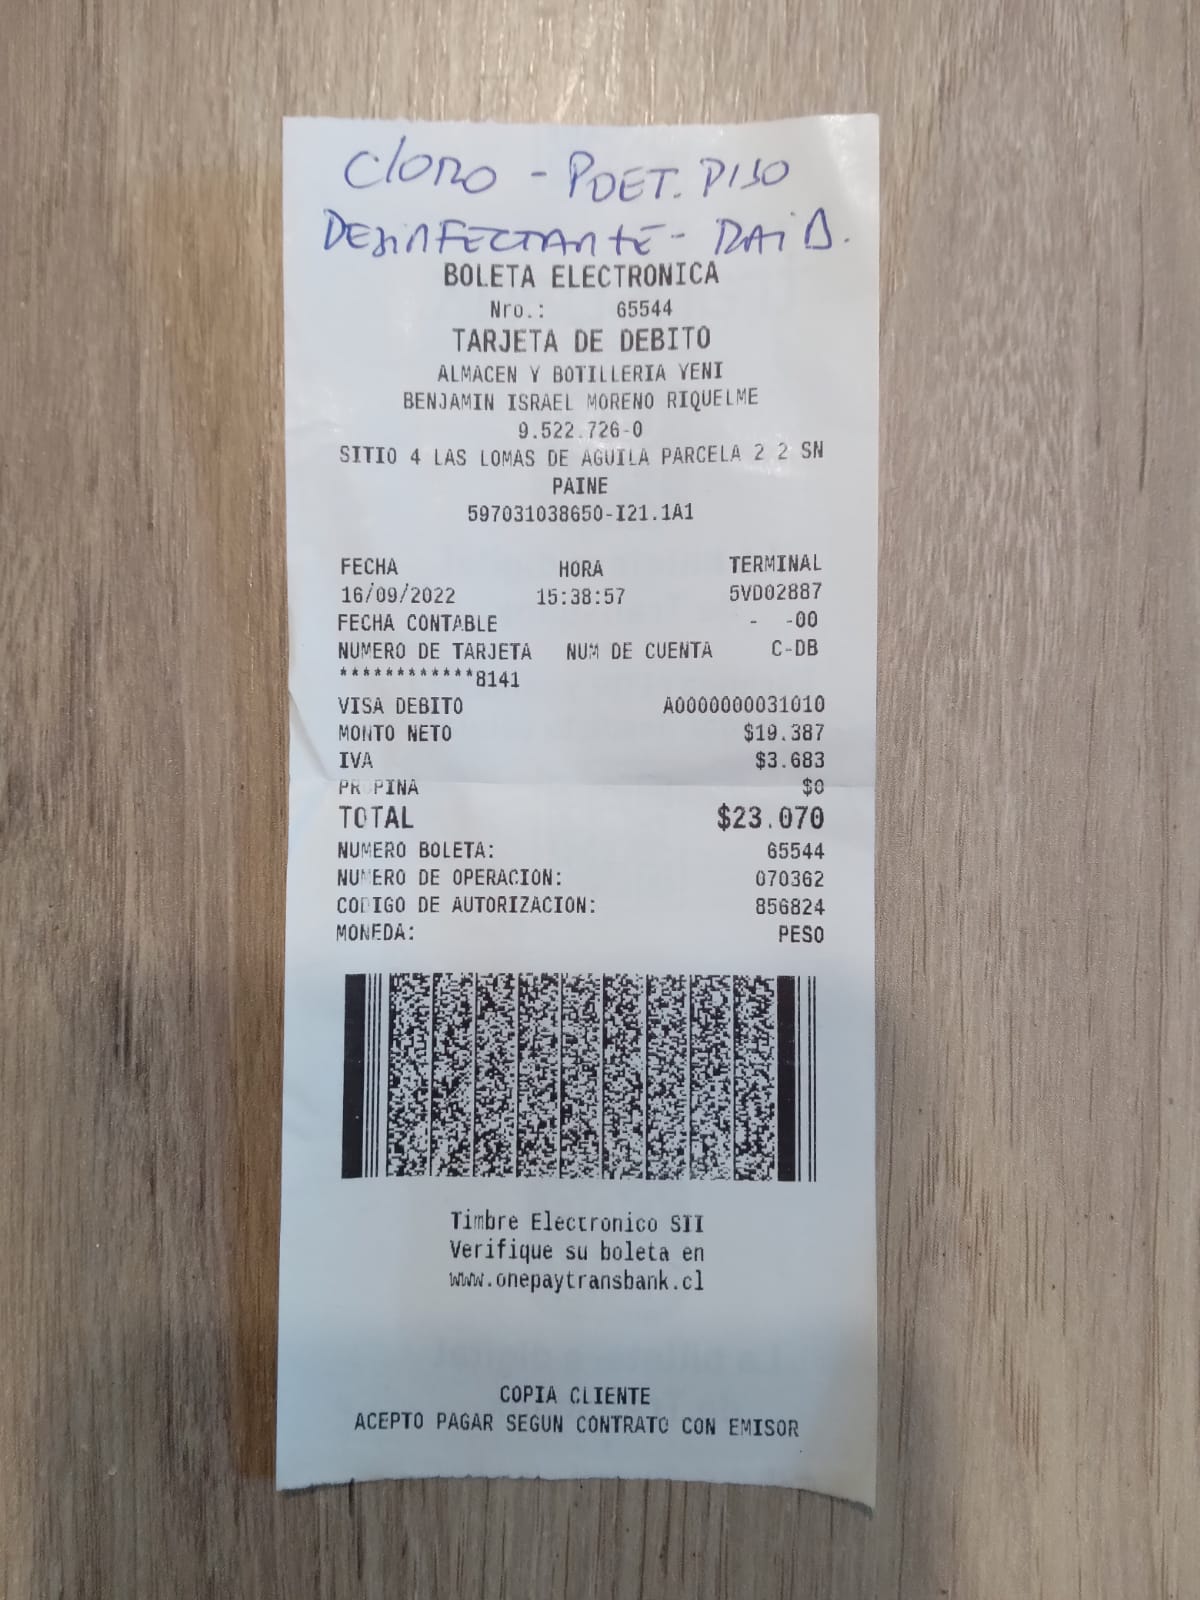 Cloro - POET. PISO
DESINFECTANTE - RAID.
BOLETA ELECTRONICA
Nro.: 65544
TARJETA DE DEBITO
ALMACEN Y BOTILLERIA YENI
BENJAMIN ISRAEL MORENO RIQUELME
9.522.726-0
SITIO 4 LAS LOMAS DE AGUILA PARCELA 2 2 SN
PAINE
597031038650-I21.1A1
FECHA HORA TERMINAL
16/09/2022 15:38:57 5VD02887
FECHA CONTABLE - -00
NUMERO DE TARJETA NUM DE CUENTA C-DB
************8141
VISA DEBITO A0000000031010
MONTO NETO $19.387
IVA $3.683
PROPINA $0
TOTAL $23.070
NUMERO BOLETA: 65544
NUMERO DE OPERACION: 070362
CODIGO DE AUTORIZACION: 856824
MONEDA: PESO
Timbre Electronico SII
Verifique su boleta en
www.onepaytransbank.cl
COPIA CLIENTE
ACEPTO PAGAR SEGUN CONTRATO CON EMISOR